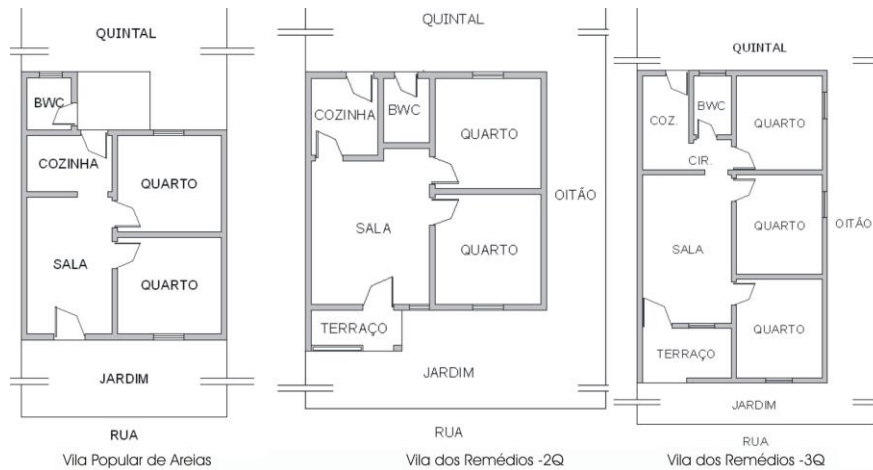 QUINTAL
BWC
COZINHA
QUARTO
SALA
QUARTO
JARDIM
RUA
Vila Popular de Areias
QUINTAL
COZINHA
BWC
QUARTO
OITÃO
SALA
QUARTO
TERRAÇO
JARDIM
RUA
Vila dos Remédios -2Q
QUINTAL
COZ.
BWC
QUARTO
CIR.
QUARTO
OITÃO
SALA
QUARTO
TERRAÇO
JARDIM
RUA
Vila dos Remédios -3Q